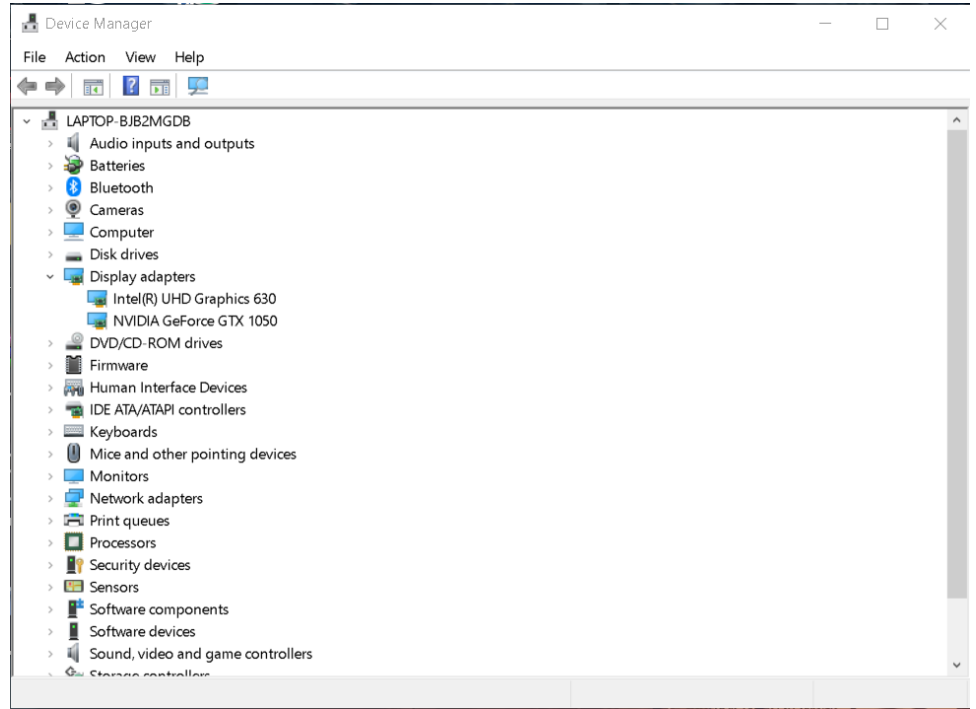 Device Manager
File Action View Help
LAPTOP-BJB2MGDB
Audio inputs and outputs
Batteries
Bluetooth
Cameras
Computer
Disk drives
Display adapters
Intel(R) UHD Graphics 630
NVIDIA GeForce GTX 1050
DVD/CD-ROM drives
Firmware
Human Interface Devices
IDE ATA/ATAPI controllers
Keyboards
Mice and other pointing devices
Monitors
Network adapters
Print queues
Processors
Security devices
Sensors
Software components
Software devices
Sound, video and game controllers
Storage controllers